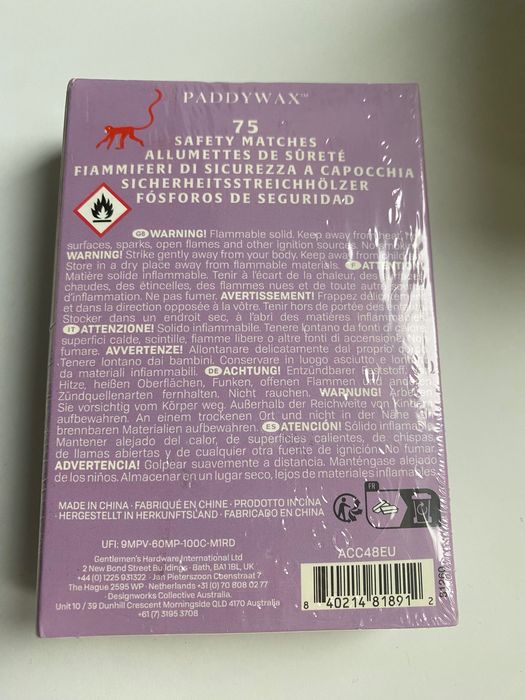 PADDYWAX™
75
SAFETY MATCHES
ALLUMETTES DE SÛRETÉ
FIAMMIFERI DI SICUREZZA A CAPOCCHIA
SICHERHEITSSTREICHHÖLZER
FÓSFOROS DE SEGURIDAD
GB WARNING! Flammable solid. Keep away from heat, hot
surfaces, sparks, open flames and other ignition sources. No smoking.
WARNING! Strike gently away from your body. Keep away from children.
Store in a dry place away from flammable materials. F ATTENTION!
Matière solide inflammable. Tenir à l'écart de la chaleur, des surfaces
chaudes, des étincelles, des flammes nues et de toute autre source
d'inflammation. Ne pas fumer. AVERTISSEMENT! Frappez délicatement
et dans la direction opposée à la vôtre. Tenir hors de portée des enfants.
Stocker dans un endroit sec, à l'abri des matières inflammables.
IT ATTENZIONE! Solido infiammabile. Tenere lontano da fonti di calore,
superfici calde, scintille, fiamme libere o altre fonti di accensione. Non
fumare. AVVERTENZE! Allontanare delicatamente dal proprio corpo.
Tenere lontano dai bambini. Conservare in luogo asciutto e lontano
da materiali infiammabili. DE ACHTUNG! Entzündbarer Feststoff. Von
Hitze, heißen Oberflächen, Funken, offenen Flammen und anderen
Zündquellenarten fernhalten. Nicht rauchen. WARNUNG! Arbeiten
Sie vorsichtig vom Körper weg. Außerhalb der Reichweite von Kindern
aufbewahren. An einem trockenen Ort und nicht in der Nähe von
brennbaren Materialien aufbewahren. ES ATENCIÓN! Sólido inflamable.
Mantener alejado del calor, de superficies calientes, de chispas,
de llamas abiertas y de cualquier otra fuente de ignición. No fumar.
ADVERTENCIA! Golpear suavemente a distancia. Manténgase alejado
de los niños. Almacenar en un lugar seco, lejos de materiales inflamables.
MADE IN CHINA · FABRIQUÉ EN CHINE · PRODOTTO IN CINA
· HERGESTELLT IN HERKUNFTSLAND · FABRICAGO EN CHINA
FR
UFI: 9MPV-60MP-100C-M1RD
ACC48EU
Gentlemen's Hardware International Ltd
2 New Bond Street Buildings · Bath, BA1 1BL, UK
+44 (0) 1225 931322 · Jan Pieterszoon Coenstraat 7
The Hague 2595 WP · Netherlands +31 (0) 70 808 02 77
· Designworks Collective Australia.
Unit 10 / 39 Dunhill Crescent Morningside QLD 4170 Australia
+61 (7) 3195 3708
8 40214 81891 2